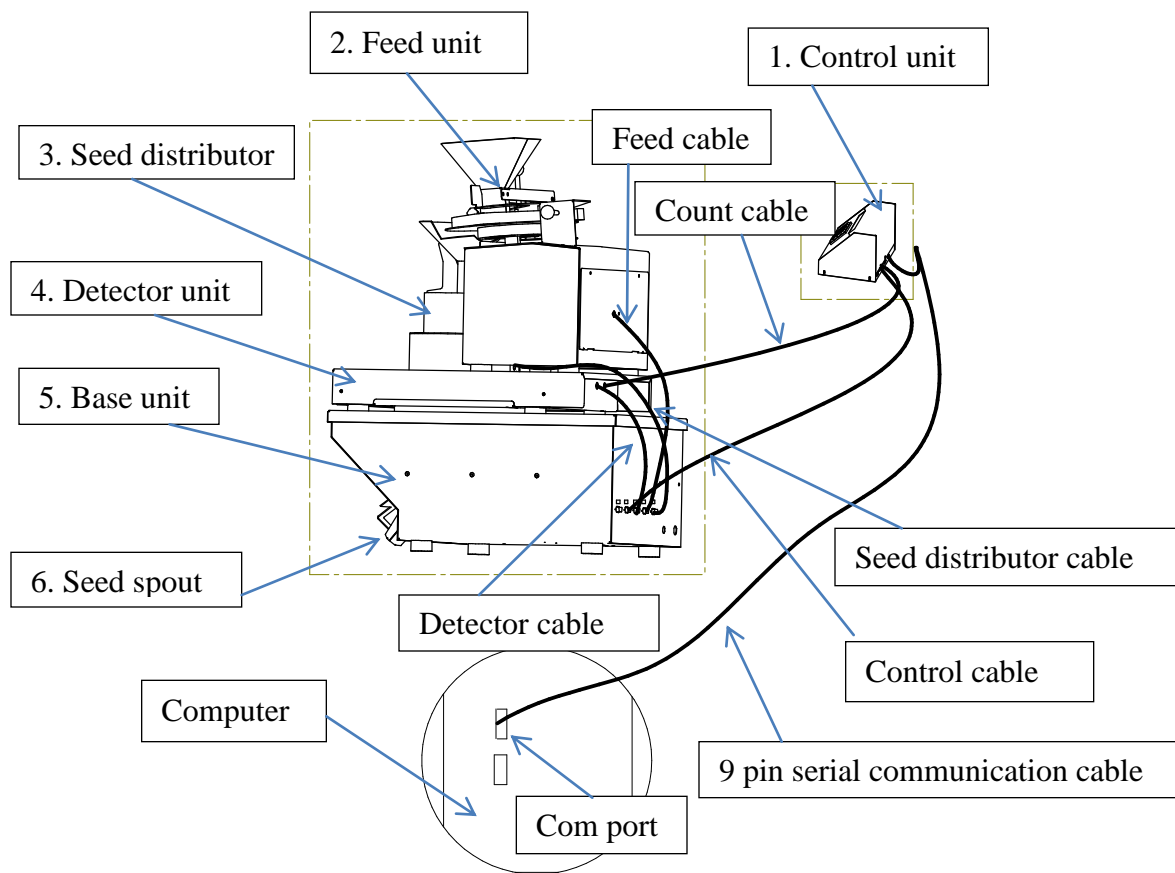 2. Feed unit
1. Control unit
3. Seed distributor
Feed cable
Count cable
4. Detector unit
5. Base unit
6. Seed spout
Seed distributor cable
Detector cable
Control cable
Computer
9 pin serial communication cable
Com port